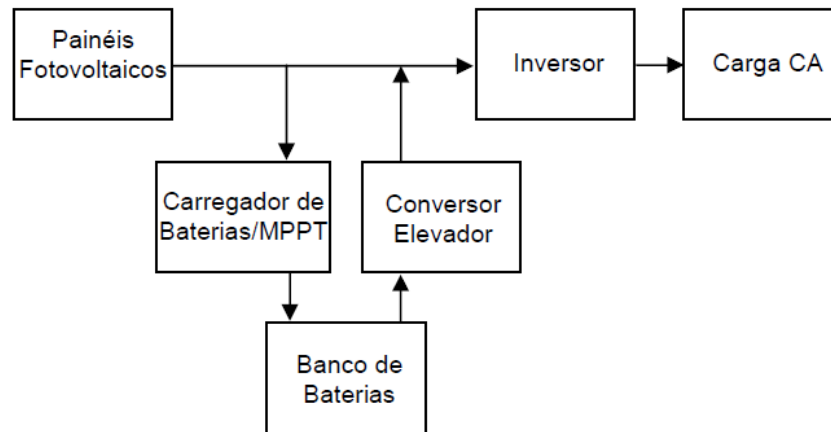 Painéis
Fotovoltaicos
Inversor
Carga CA
Carregador de
Baterias/MPPT
Conversor
Elevador
Banco de
Baterias